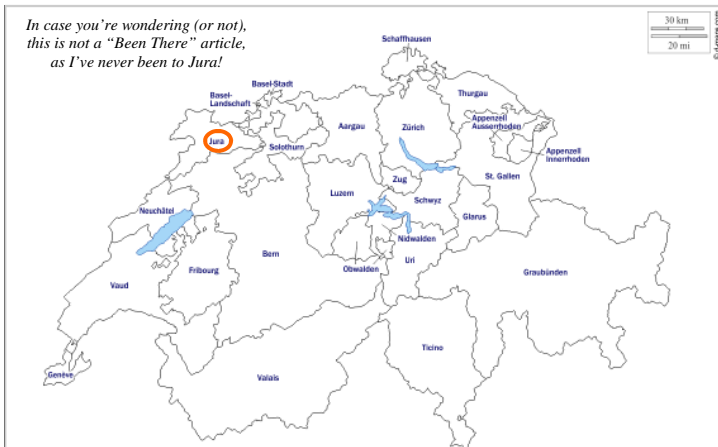 In case you’re wondering (or not),
this is not a “Been There” article,
as I’ve never been to Jura!
30 km
20 mi
© d-maps.com
Schaffhausen
Basel-Stadt
Basel-
Landschaft
Thurgau
Appenzell
Ausserrhoden
Aargau
Zürich
Jura
Solothurn
Appenzell
Innerrhoden
St. Gallen
Zug
Luzern
Schwyz
Neuchâtel
Glarus
Nidwalden
Bern
Obwalden
Uri
Fribourg
Graubünden
Vaud
Ticino
Genève
Valais